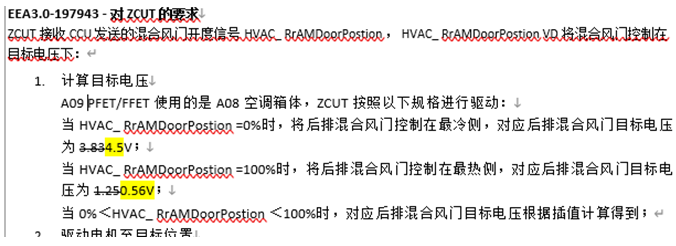 EEA3.0-197943 - 对 ZCUT 的要求↓
ZCUT 接收 CCU 发送的混合风门开度信号 HVAC_ RrAMDoorPostion， HVAC_ RrAMDoorPostion VD 将混合风门控制在
目标电压下：↓
1. 计算目标电压↓
A09 PFET/FFET 使用的是 A08 空调箱体，ZCUT 按照以下规格进行驱动：↓
当 HVAC_ RrAMDoorPostion =0%时，将后排混合风门控制在最冷侧，对应后排混合风门目标电压
为 3.834.5V；↓
当 HVAC_ RrAMDoorPostion =100%时，将后排混合风门控制在最热侧，对应后排混合风门目标电
压为 1.250.56V；↓
当 0%＜HVAC_ RrAMDoorPostion ＜100%时，对应后排混合风门目标电压根据插值计算得到；↓
2. 驱动电机至目标位置